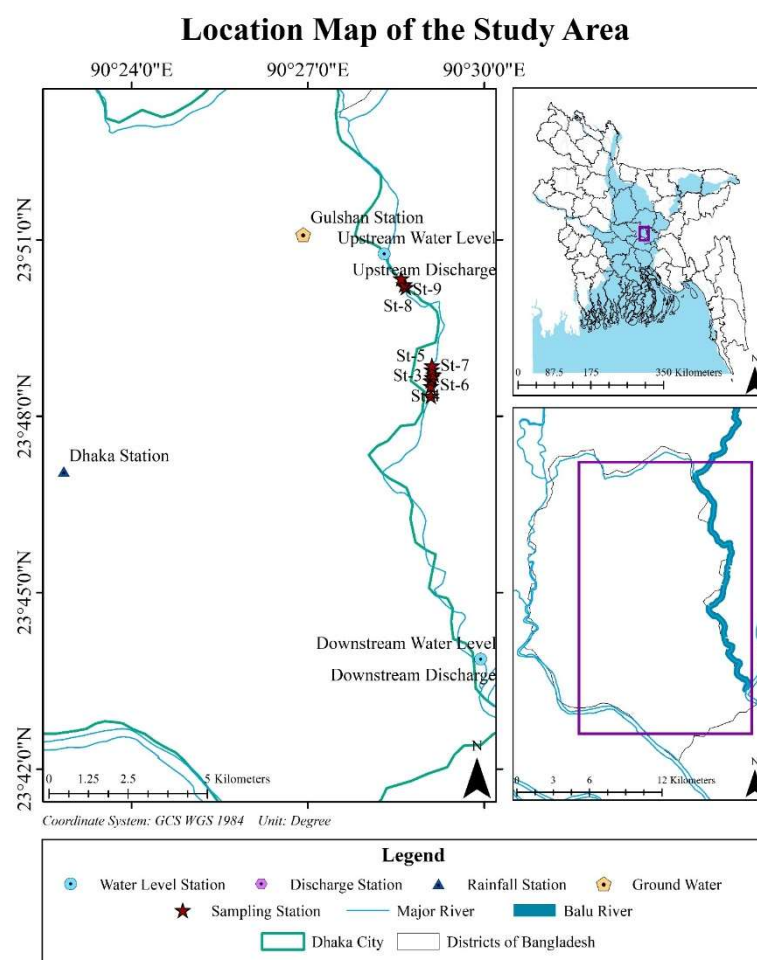 Location Map of the Study Area
90°24'0"E 90°27'0"E 90°30'0"E
23°51'0"N
23°48'0"N
23°45'0"N
23°42'0"N
Gulshan Station
Upstream Water Level
Upstream Discharge
St-9
St-8
St-5
St-7
St-3
St-6
St-4
Dhaka Station
Downstream Water Level
Downstream Discharge
N
0 1.25 2.5 5 Kilometers
Coordinate System: GCS WGS 1984 Unit: Degree
N
0 87.5 175 350 Kilometers
N
0 3 6 12 Kilometers
Legend
Water Level Station Discharge Station Rainfall Station Ground Water
Sampling Station Major River Balu River
Dhaka City Districts of Bangladesh